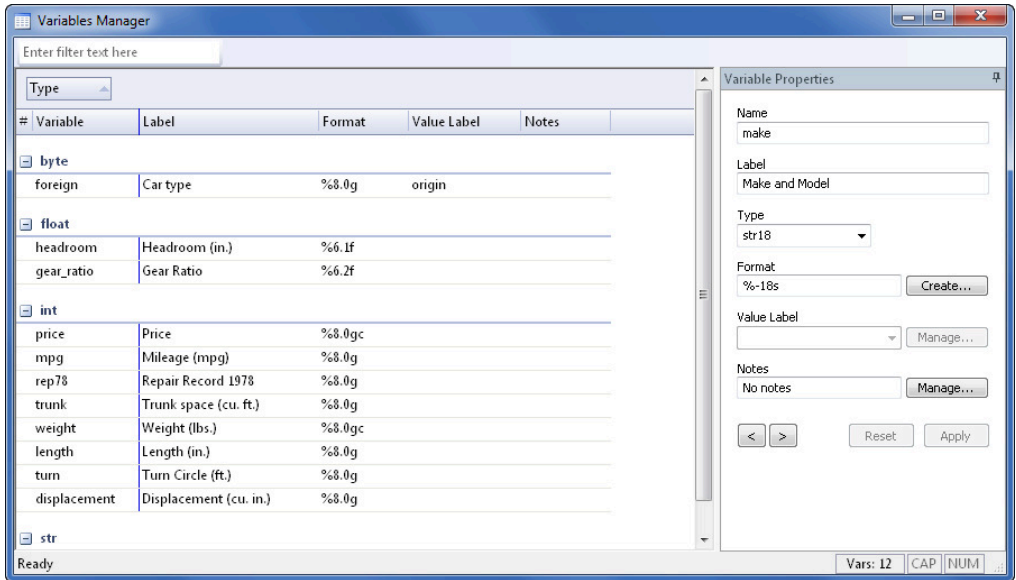 Variables Manager
Enter filter text here
Type
# Variable Label Format Value Label Notes
byte
foreign Car type %8.0g origin
float
headroom Headroom (in.) %6.1f
gear_ratio Gear Ratio %6.2f
int
price Price %8.0gc
mpg Mileage (mpg) %8.0g
rep78 Repair Record 1978 %8.0g
trunk Trunk space (cu. ft.) %8.0g
weight Weight (lbs.) %8.0gc
length Length (in.) %8.0g
turn Turn Circle (ft.) %8.0g
displacement Displacement (cu. in.) %8.0g
str
Variable Properties
Name
make
Label
Make and Model
Type
str18
Format
%-18s Create...
Value Label
Manage...
Notes
No notes Manage...
< > Reset Apply
Ready Vars: 12 CAP NUM